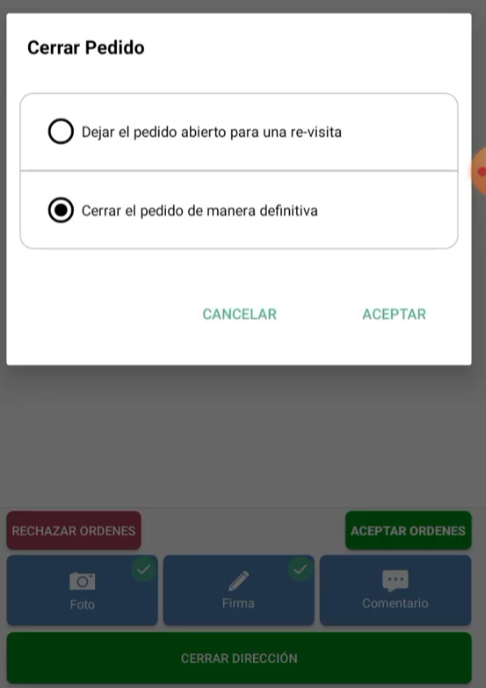 Cerrar Pedido
Dejar el pedido abierto para una re-visita
Cerrar el pedido de manera definitiva
CANCELAR ACEPTAR
RECHAZAR ORDENES ACEPTAR ORDENES
Foto Firma Comentario
CERRAR DIRECCIÓN